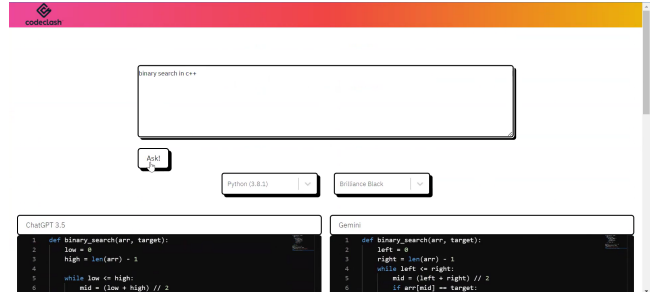 codeclash
binary search in c++
Ask!
Python (3.8.1)
Brilliance Black
ChatGPT 3.5
1 def binary_search(arr, target):
2 low = 0
3 high = len(arr) - 1
4
5 while low <= high:
6 mid = (low + high) // 2
Gemini
1 def binary_search(arr, target):
2 left = 0
3 right = len(arr) - 1
4 while left <= right:
5 mid = (left + right) // 2
6 if arr[mid] == target: